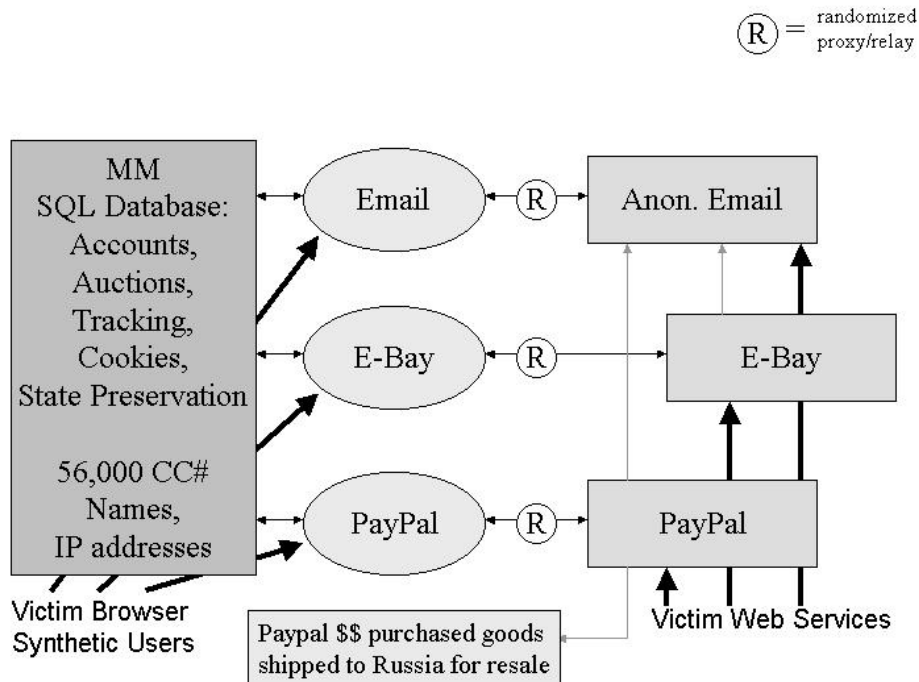 R = randomized
proxy/relay
MM
SQL Database:
Accounts,
Auctions,
Tracking,
Cookies,
State Preservation
56,000 CC#
Names,
IP addresses
Email
R
Anon. Email
E-Bay
R
E-Bay
PayPal
R
PayPal
Victim Browser
Synthetic Users
Victim Web Services
Paypal $$ purchased goods
shipped to Russia for resale